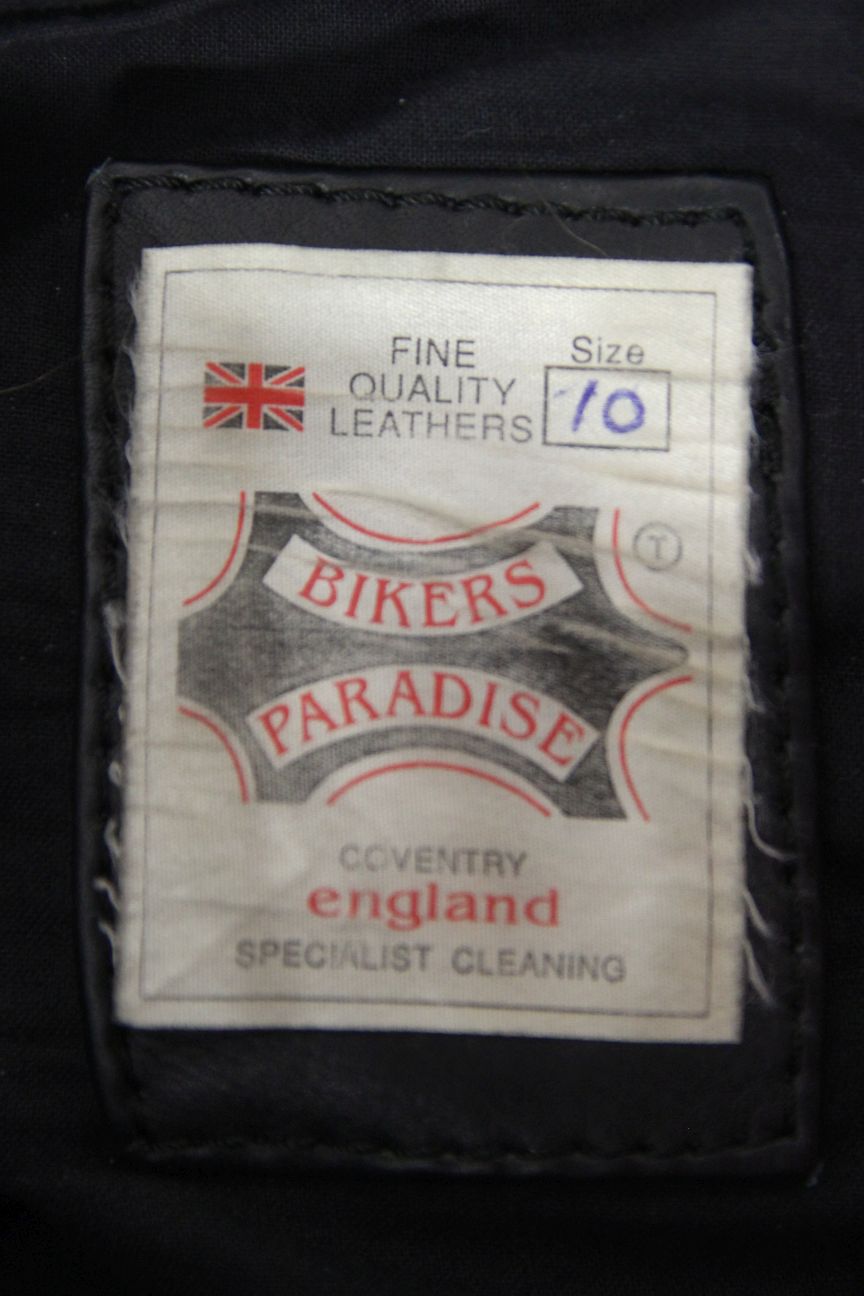 FINE
QUALITY
LEATHERS
Size
10
BIKERS
PARADISE
T
COVENTRY
england
SPECIALIST CLEANING